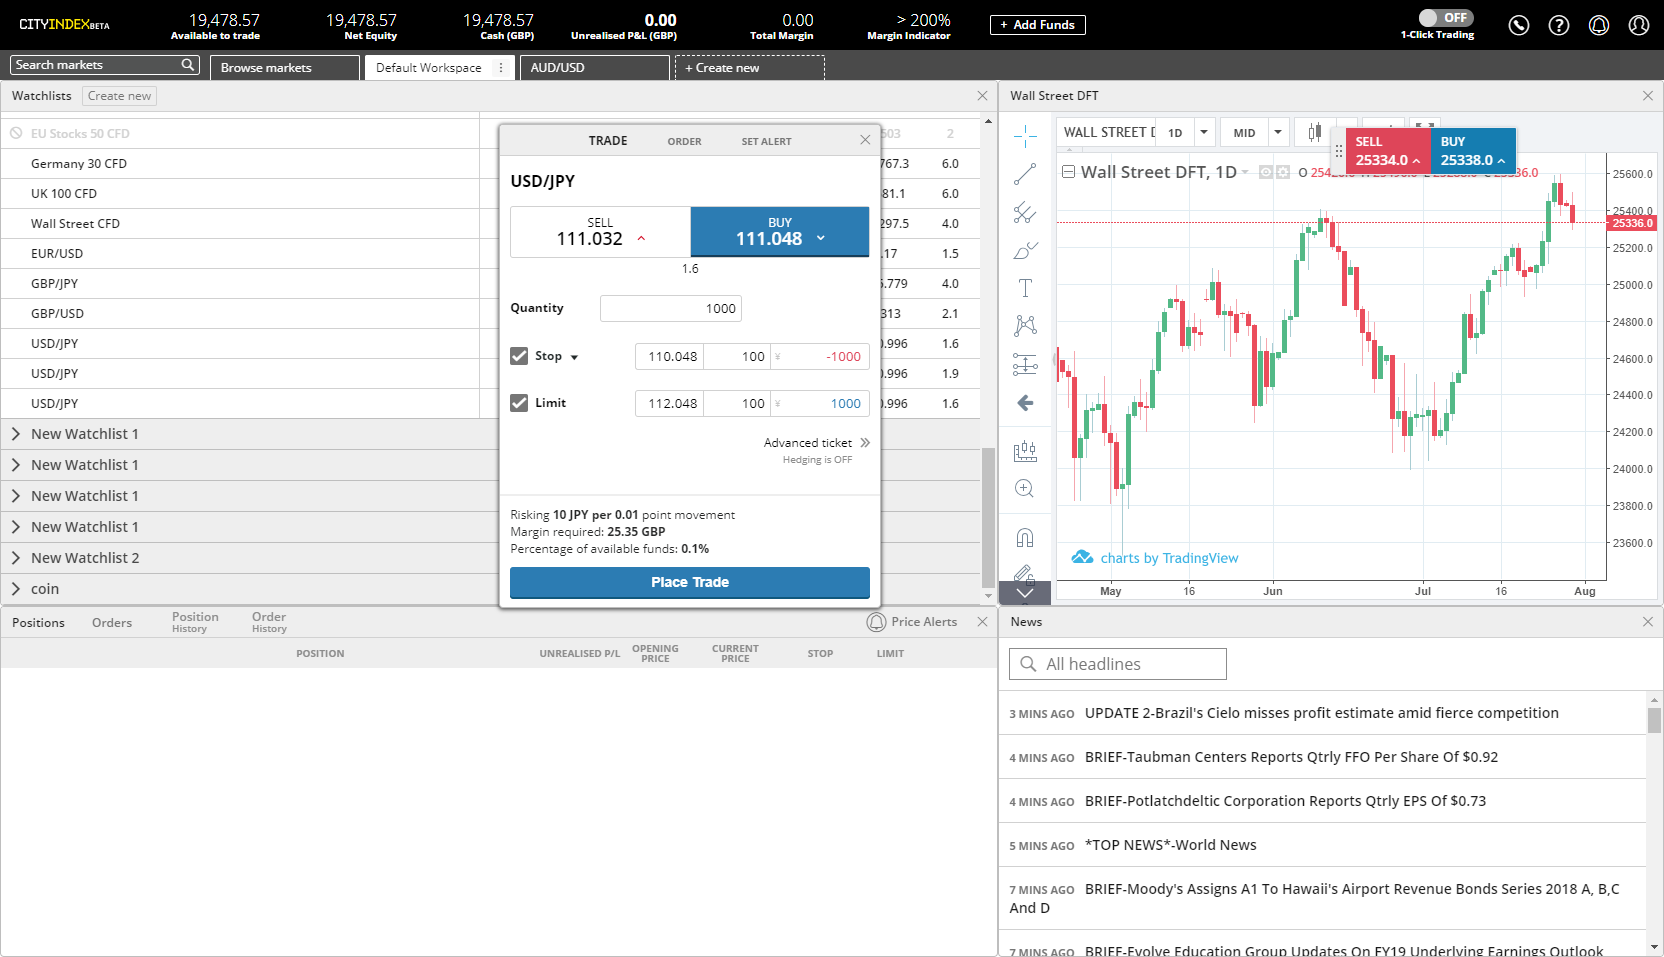 CITYINDEX BETA
19,478.57
Available to trade
19,478.57
Net Equity
19,478.57
Cash (GBP)
0.00
Unrealised P&L (GBP)
0.00
Total Margin
> 200%
Margin Indicator
+ Add Funds
OFF
1-Click Trading
Search markets
Browse markets
Default Workspace
AUD/USD
+ Create new
Watchlists
Create new
EU Stocks 50 CFD 503 2
Germany 30 CFD 767.3 6.0
UK 100 CFD 81.1 6.0
Wall Street CFD 297.5 4.0
EUR/USD .17 1.5
GBP/JPY .779 4.0
GBP/USD 313 2.1
USD/JPY 0.996 1.6
USD/JPY 0.996 1.9
USD/JPY 0.996 1.6
New Watchlist 1
New Watchlist 1
New Watchlist 1
New Watchlist 1
New Watchlist 2
coin
TRADE
ORDER
SET ALERT
USD/JPY
SELL
111.032
BUY
111.048
1.6
Quantity 1000
Stop 110.048 100 ¥ -1000
Limit 112.048 100 ¥ 1000
Advanced ticket
Hedging is OFF
Risking 10 JPY per 0.01 point movement
Margin required: 25.35 GBP
Percentage of available funds: 0.1%
Place Trade
Wall Street DFT
WALL STREET D
1D
MID
SELL
25334.0
BUY
25338.0
Wall Street DFT, 1D
25600.0
25400.0
25336.0
25200.0
25000.0
24800.0
24600.0
24400.0
24200.0
24000.0
23800.0
23600.0
charts by TradingView
May 16 Jun Jul 16 Aug
Positions
Orders
Position
History
Order
History
Price Alerts
POSITION
UNREALISED P/L
OPENING
PRICE
CURRENT
PRICE
STOP
LIMIT
News
All headlines
3 MINS AGO UPDATE 2-Brazil's Cielo misses profit estimate amid fierce competition
4 MINS AGO BRIEF-Taubman Centers Reports Qtrly FFO Per Share Of $0.92
4 MINS AGO BRIEF-Potlatchdeltic Corporation Reports Qtrly EPS Of $0.73
5 MINS AGO *TOP NEWS*-World News
7 MINS AGO BRIEF-Moody's Assigns A1 To Hawaii's Airport Revenue Bonds Series 2018 A, B,C
And D
7 MINS AGO BRIEF-Evolve Education Group Updates On FY19 Underlying Earnings Outlook